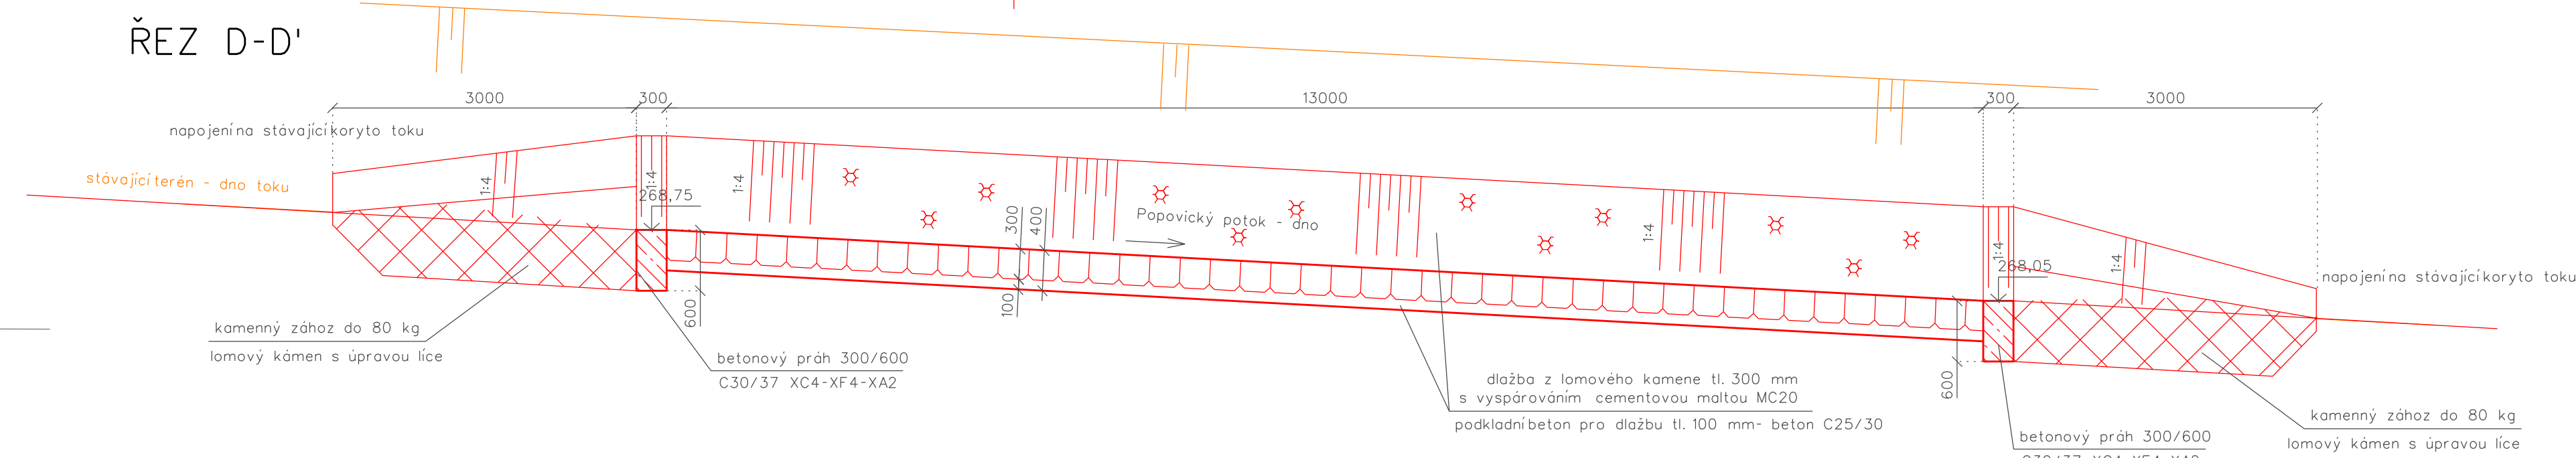 ŘEZ D-D'
3000
300
13000
300
3000
napojení na stávající koryto toku
stávající terén - dno toku
1:4
1:4
268,75
1:4
300
400
100
600
Popovický potok - dno
1:4
1:4
268,05
1:4
napojení na stávající koryto toku
kamenný zához do 80 kg
lomový kámen s úpravou líce
betonový práh 300/600
C30/37 XC4-XF4-XA2
dlažba z lomového kamene tl. 300 mm
s vyspárováním cementovou maltou MC20
podkladní beton pro dlažbu tl. 100 mm- beton C25/30
600
kamenný zához do 80 kg
lomový kámen s úpravou líce
betonový práh 300/600
C30/37 XC4-XF4-XA2